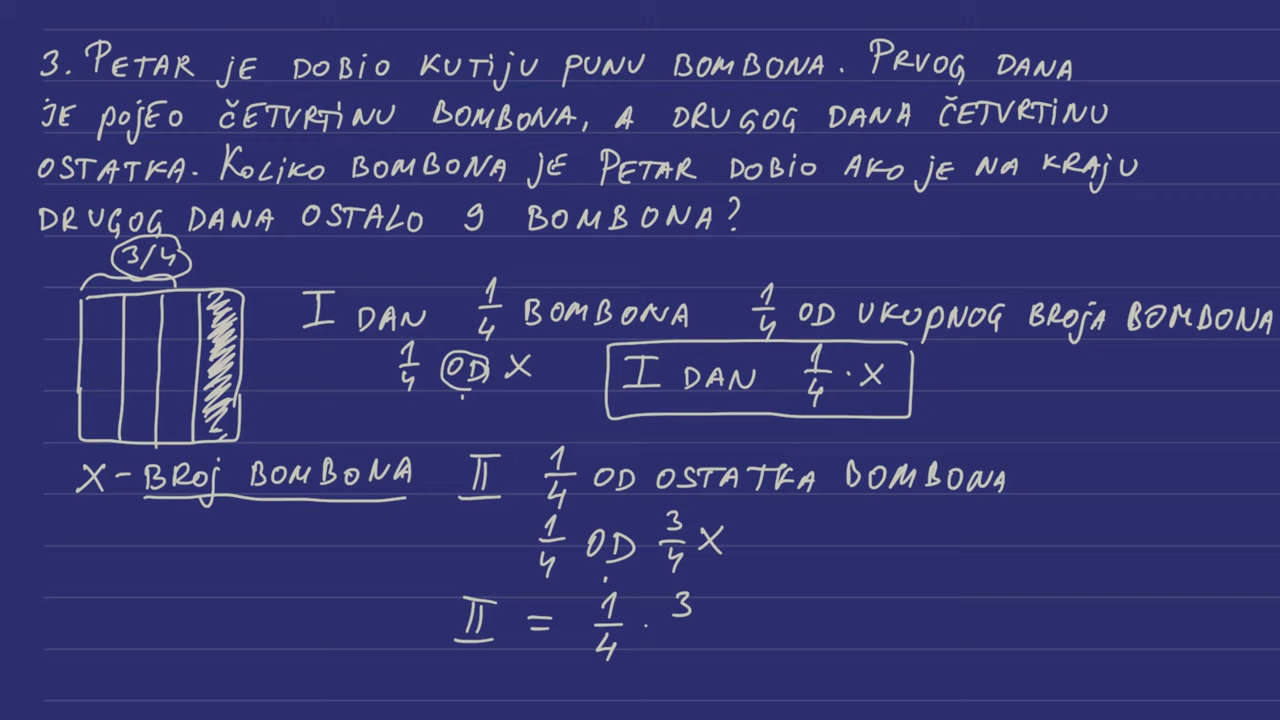 3. PETAR JE DOBIO KUTIJU PUNU BOMBONA. PRVOG DANA
JE POJEO ČETVRTINU BOMBONA, A DRUGOG DANA ČETVRTINU
OSTATKA. KOLIKO BOMBONA JE PETAR DOBIO AKO JE NA KRAJU
DRUGOG DANA OSTALO 9 BOMBONA?
3/4
I DAN 1/4 BOMBONA 1/4 OD UKUPNOG BROJA BOMBONA
1/4 OD X I DAN 1/4 · X
X - BROJ BOMBONA II 1/4 OD OSTATKA BOMBONA
1/4 OD 3/4 X
II = 1/4 · 3